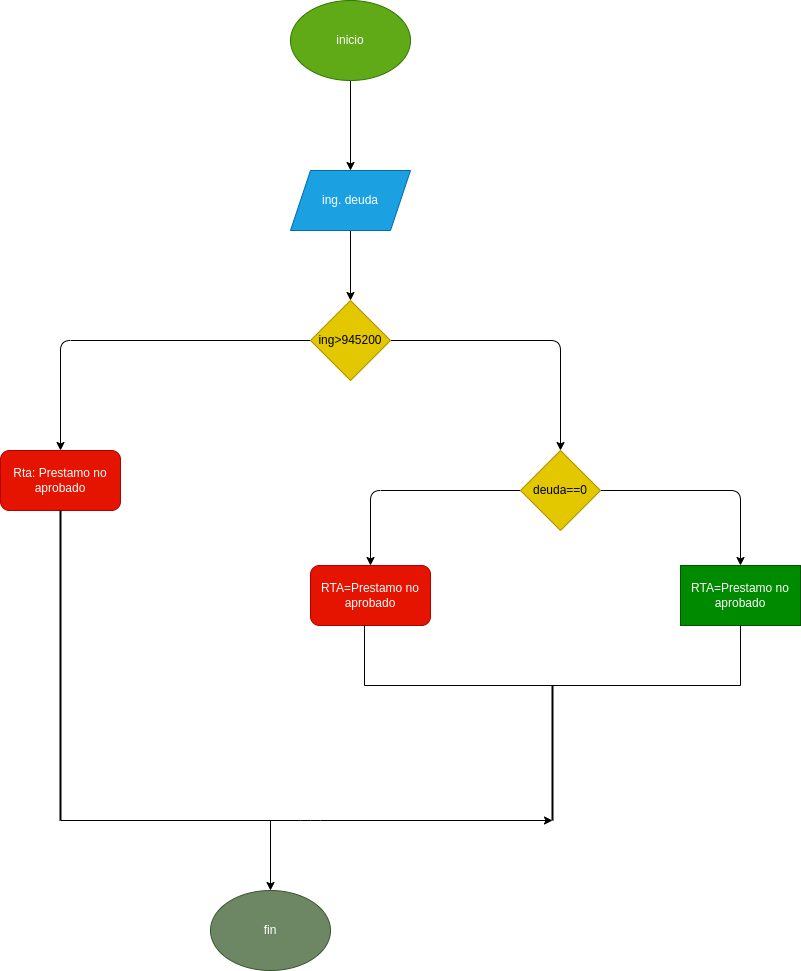 inicio
ing. deuda
ing>945200
Rta: Prestamo no
aprobado
deuda==0
RTA=Prestamo no
aprobado
RTA=Prestamo no
aprobado
fin